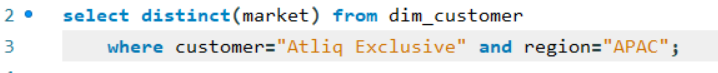 2 select distinct(market) from dim_customer
3 where customer="Atliq Exclusive" and region="APAC";